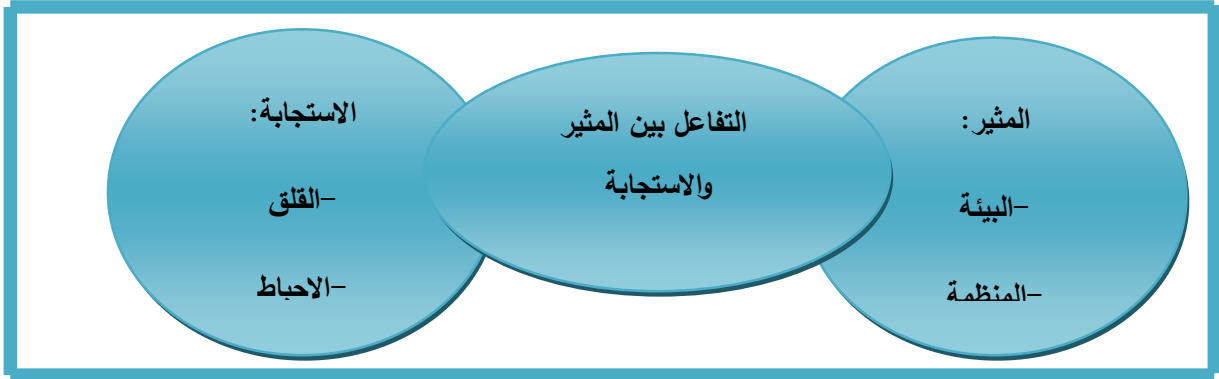 المثير:
-البيئة
-المنظمة
التفاعل بين المثير
والاستجابة
الاستجابة:
-القلق
-الاحباط